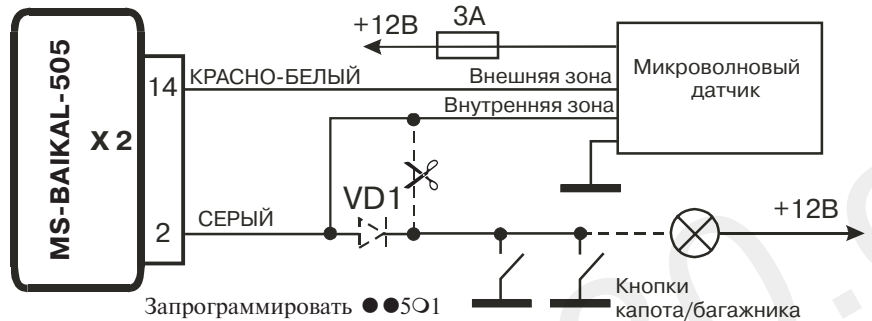 MS-BAIKAL-505
X 2
14
2
+12В
3А
КРАСНО-БЕЛЫЙ
Внешняя зона
Внутренняя зона
Микроволновый
датчик
VD1
СЕРЫЙ
+12В
Кнопки
капота/багажника
Запрограммировать ●●5○1